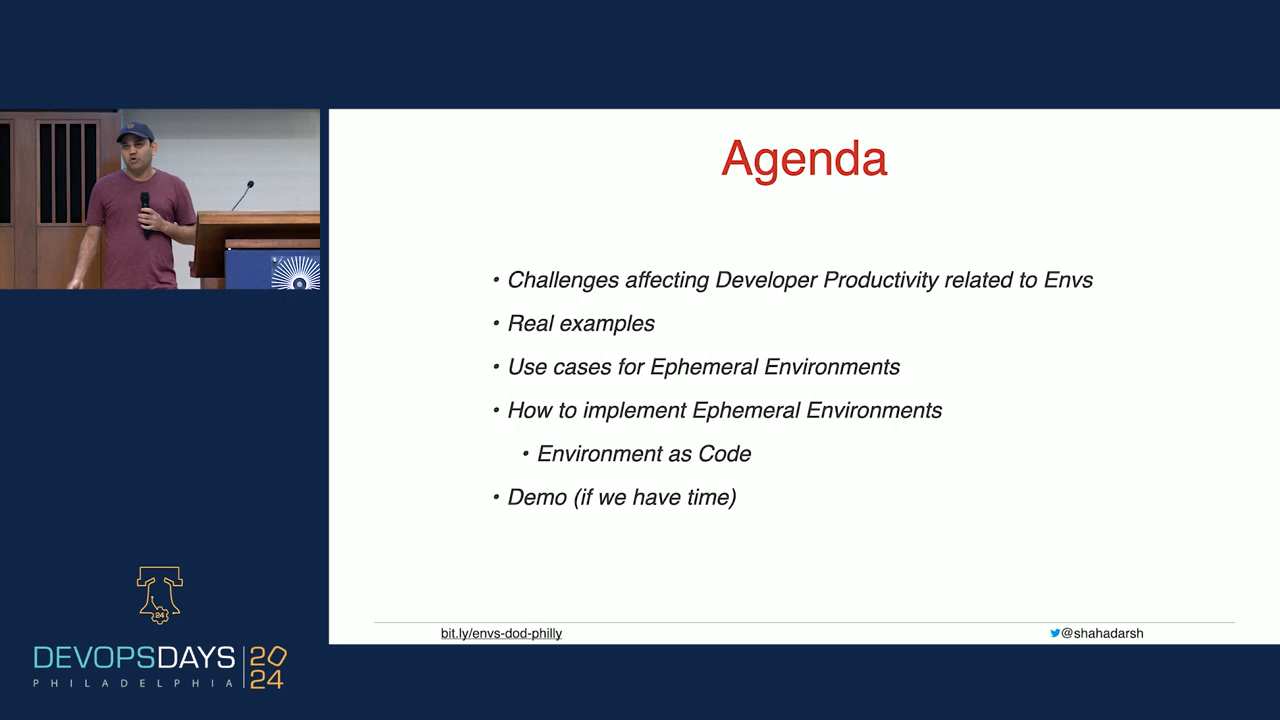 Agenda
• Challenges affecting Developer Productivity related to Envs
• Real examples
• Use cases for Ephemeral Environments
• How to implement Ephemeral Environments
• Environment as Code
• Demo (if we have time)
bit.ly/envs-dod-philly
@shahadarsh
24
DEVOPSDAYS 2024
PHILADELPHIA